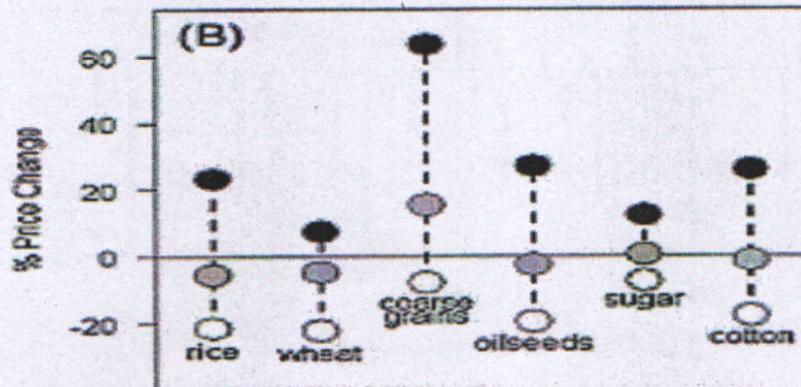 (B)
% Price Change
60
40
20
0
-20
rice
wheat
coarse
grains
oilseeds
sugar
cotton